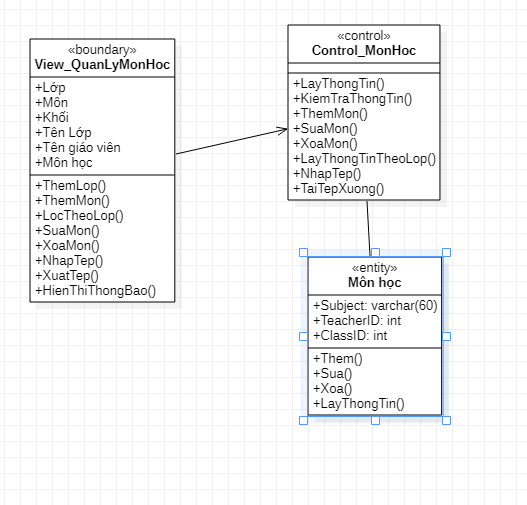 «boundary»
View_QuanLyMonHoc
+Lớp
+Môn
+Khối
+Tên Lớp
+Tên giáo viên
+Môn học
+ThemLop()
+ThemMon()
+LocTheoLop()
+SuaMon()
+XoaMon()
+NhapTep()
+XuatTep()
+HienThiThongBao()
«control»
Control_MonHoc
+LayThongTin()
+KiemTraThongTin()
+ThemMon()
+SuaMon()
+XoaMon()
+LayThongTinTheoLop()
+NhapTep()
+TaiTepXuong()
«entity»
Môn học
+Subject: varchar(60)
+TeacherID: int
+ClassID: int
+Them()
+Sua()
+Xoa()
+LayThongTin()